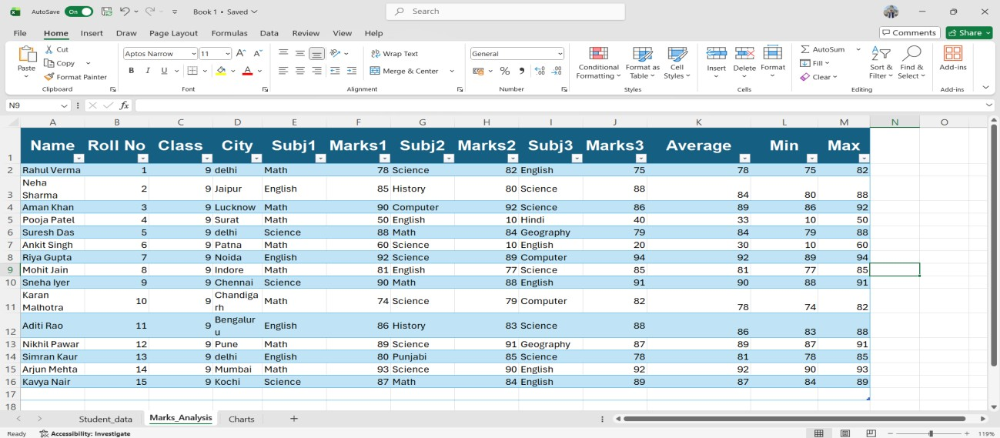 AutoSave On Book 1 • Saved Search
File Home Insert Draw Page Layout Formulas Data Review View Help Comments Share
Paste Cut Copy Format Painter Clipboard
Aptos Narrow 11 A A B I U A Font
Wrap Text Merge & Center Alignment
General % Number
Conditional Formatting Format as Table Cell Styles Styles
Insert Delete Format Cells
AutoSum Fill Clear Sort & Filter Find & Select Editing
Add-ins Add-ins
N9 fx
A B C D E F G H I J K L M N O
1 Name Roll No Class City Subj1 Marks1 Subj2 Marks2 Subj3 Marks3 Average Min Max
2 Rahul Verma 1 9 delhi Math 78 Science 82 English 75 78 75 82
3 Neha Sharma 2 9 Jaipur English 85 History 80 Science 88 84 80 88
4 Aman Khan 3 9 Lucknow Math 90 Computer 92 Science 86 89 86 92
5 Pooja Patel 4 9 Surat Math 50 English 10 Hindi 40 33 10 50
6 Suresh Das 5 9 delhi Science 88 Math 84 Geography 79 84 79 88
7 Ankit Singh 6 9 Patna Math 60 Science 10 English 20 30 10 60
8 Riya Gupta 7 9 Noida English 92 Science 89 Computer 94 92 89 94
9 Mohit Jain 8 9 Indore Math 81 English 77 Science 85 81 77 85
10 Sneha Iyer 9 9 Chennai Science 90 Math 88 English 91 90 88 91
11 Karan Malhotra 10 9 Chandigarh Math 74 Science 79 Computer 82 78 74 82
12 Aditi Rao 11 9 Bengaluru English 86 History 83 Science 88 86 83 88
13 Nikhil Pawar 12 9 Pune Math 89 Science 91 Geography 87 89 87 91
14 Simran Kaur 13 9 delhi English 80 Punjabi 85 Science 78 81 78 85
15 Arjun Mehta 14 9 Mumbai Math 93 Science 90 English 92 92 90 93
16 Kavya Nair 15 9 Kochi Science 87 Math 84 English 89 87 84 89
17
18
Student_data Marks_Analysis Charts
Ready Accessibility: Investigate 119%